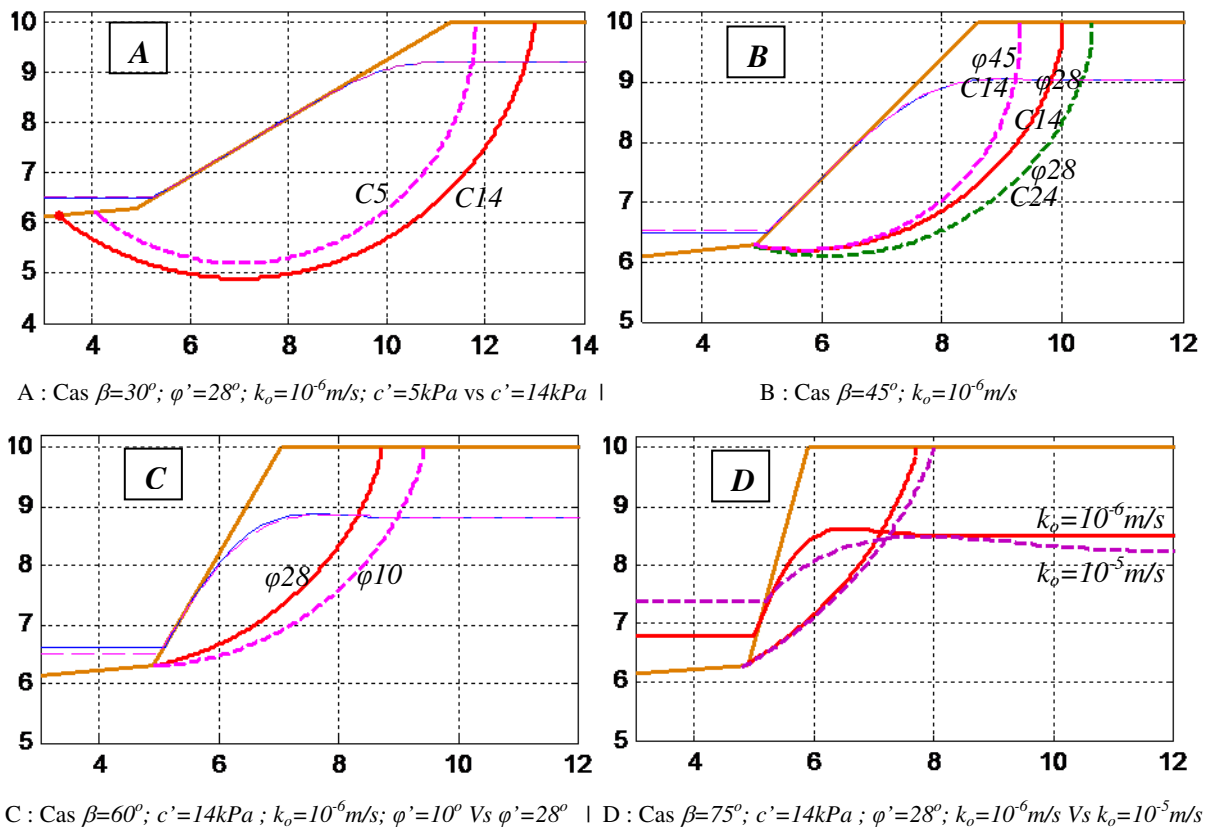 A
10
9
8
7
6
5
4
C5
C14
4
6
8
10
12
14
B
10
9
8
7
6
5
φ45
C14
φ28
C14
φ28
C24
4
6
8
10
12
A : Cas β=30°; φ’=28°; kₒ=10⁻⁶m/s; c’=5kPa vs c’=14kPa |
B : Cas β=45°; kₒ=10⁻⁶m/s
C
10
9
8
7
6
5
φ28
φ10
4
6
8
10
12
D
10
9
8
7
6
5
kₒ=10⁻⁶m/s
kₒ=10⁻⁵m/s
4
6
8
10
12
C : Cas β=60°; c’=14kPa ; kₒ=10⁻⁶m/s; φ’=10° Vs φ’=28° |
D : Cas β=75°; c’=14kPa ; φ’=28°; kₒ=10⁻⁶m/s Vs kₒ=10⁻⁵m/s